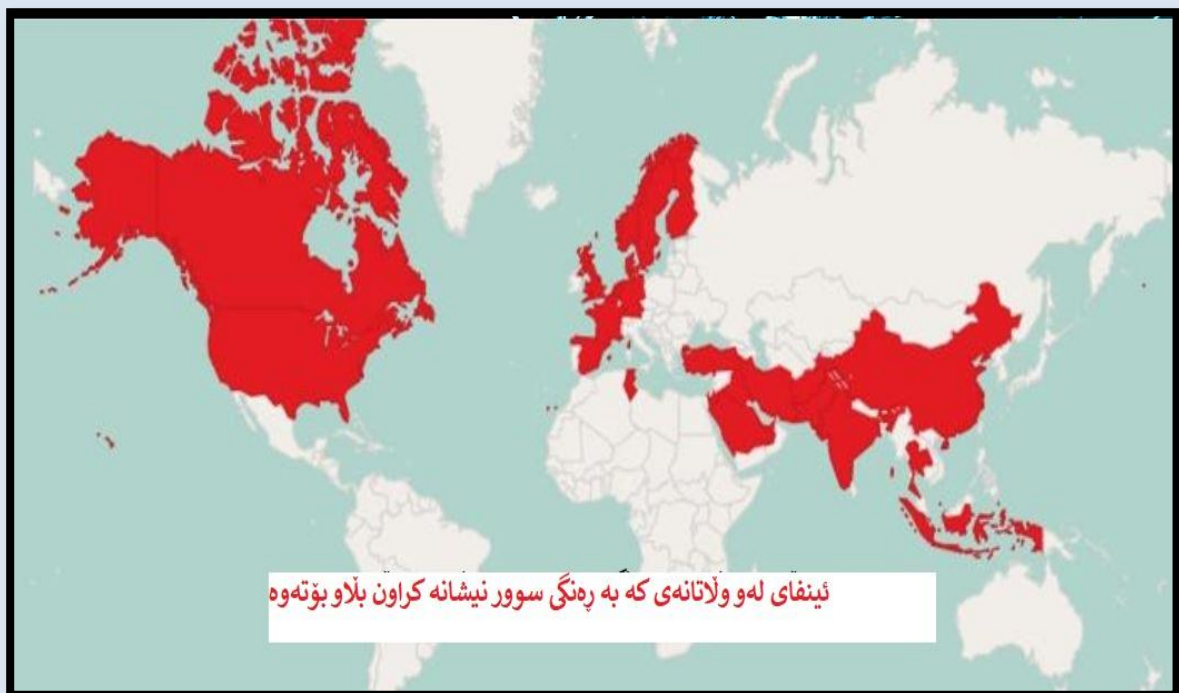 ئینفای لەو وڵاتانەی کە بە ڕەنگی سوور نیشانە کراون بڵاو بۆتەوە